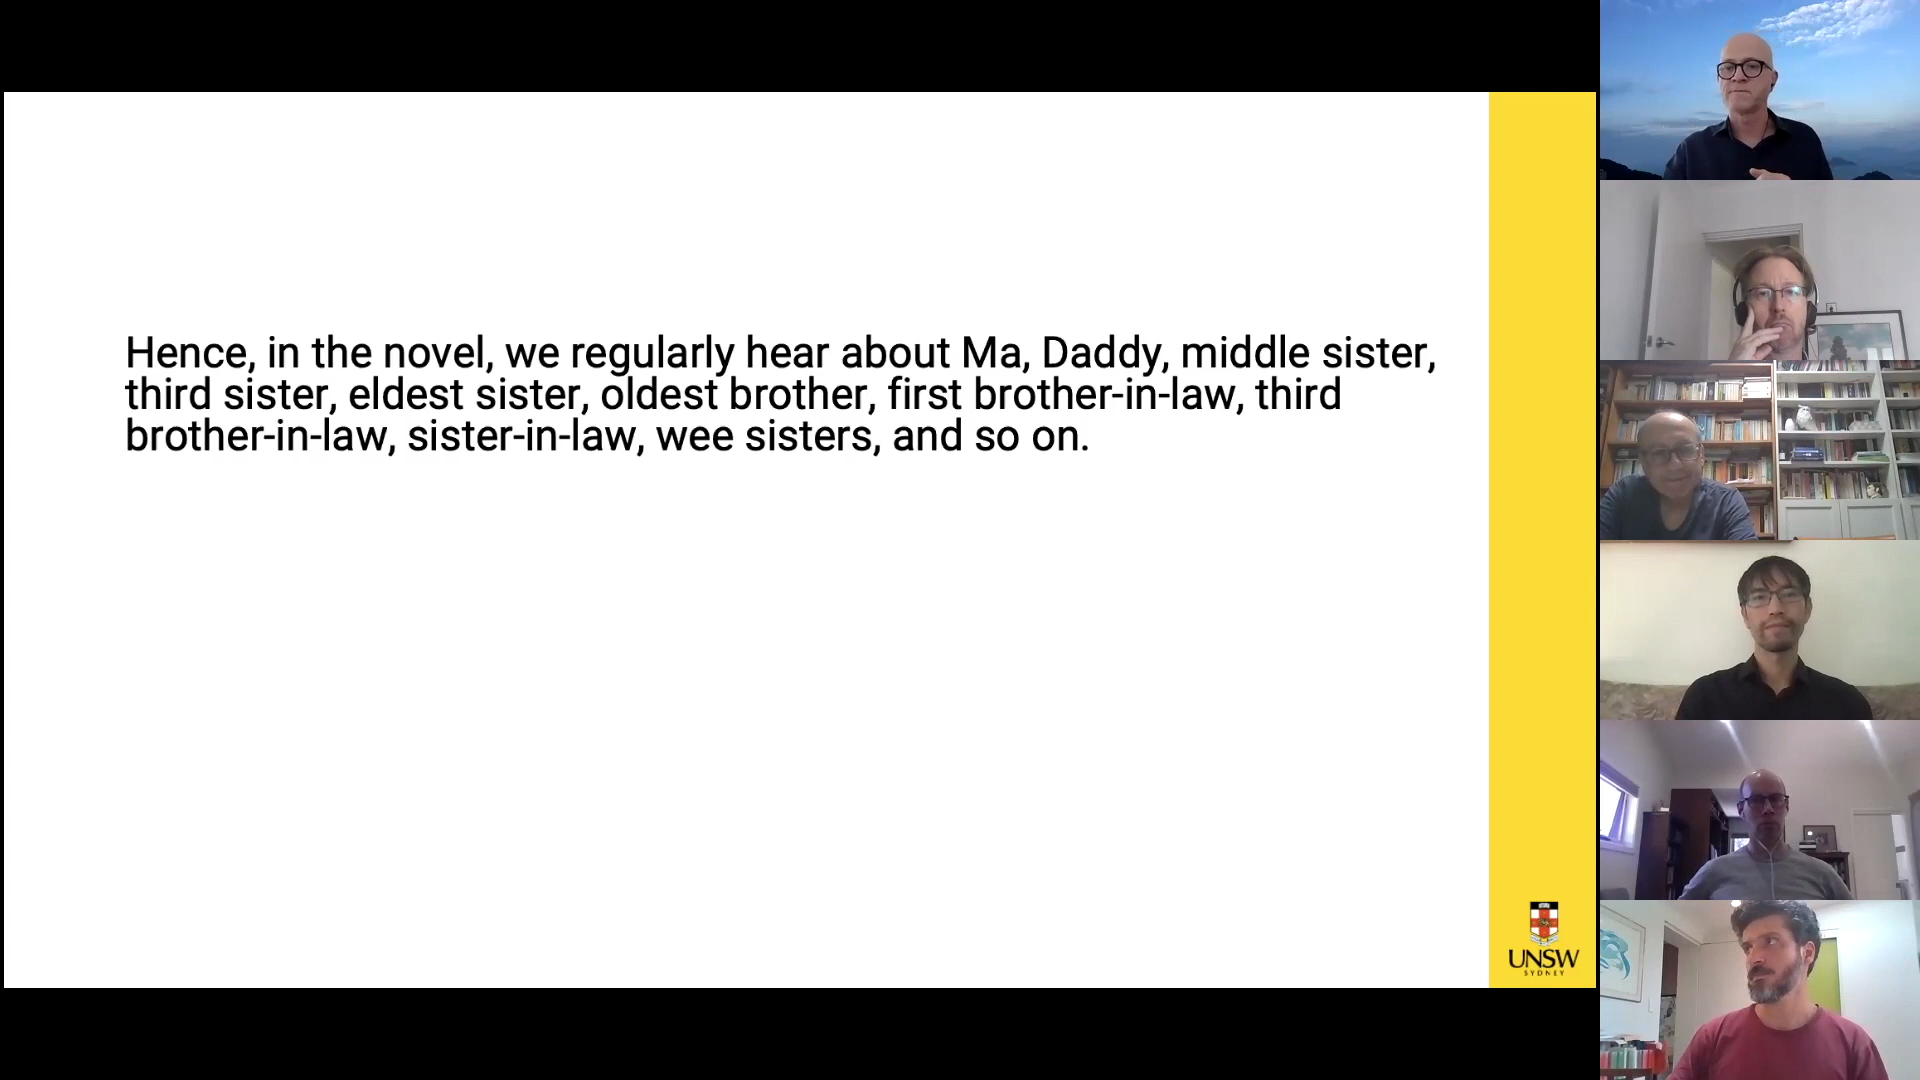 Hence, in the novel, we regularly hear about Ma, Daddy, middle sister,
third sister, eldest sister, oldest brother, first brother-in-law, third
brother-in-law, sister-in-law, wee sisters, and so on.
UNSW
SYDNEY